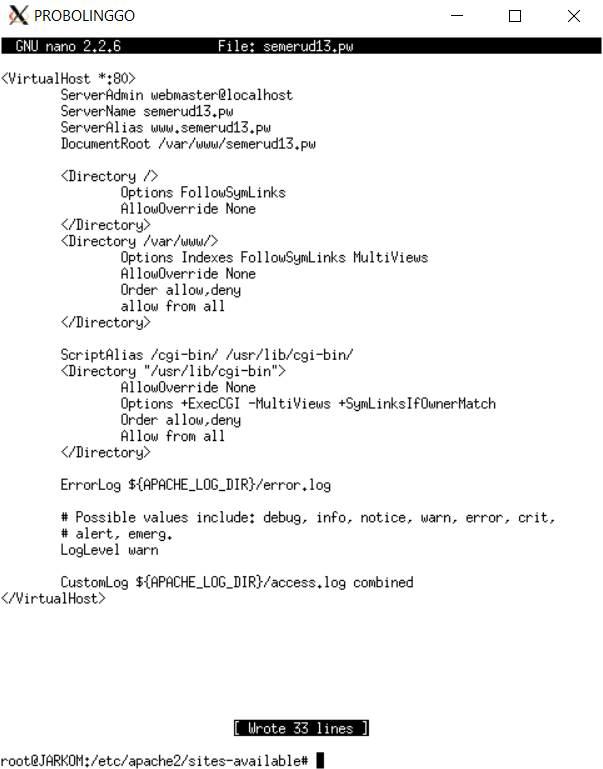 PROBOLINGGO
GNU nano 2.2.6 File: semerud13.pw
<VirtualHost *:80>
ServerAdmin webmaster@localhost
ServerName semerud13.pw
ServerAlias www.semerud13.pw
DocumentRoot /var/www/semerud13.pw
<Directory />
Options FollowSymLinks
AllowOverride None
</Directory>
<Directory /var/www/>
Options Indexes FollowSymLinks MultiViews
AllowOverride None
Order allow,deny
allow from all
</Directory>
ScriptAlias /cgi-bin/ /usr/lib/cgi-bin/
<Directory "/usr/lib/cgi-bin">
AllowOverride None
Options +ExecCGI -MultiViews +SymLinksIfOwnerMatch
Order allow,deny
Allow from all
</Directory>
ErrorLog ${APACHE_LOG_DIR}/error.log
# Possible values include: debug, info, notice, warn, error, crit,
# alert, emerg.
LogLevel warn
CustomLog ${APACHE_LOG_DIR}/access.log combined
</VirtualHost>
[ Wrote 33 lines ]
root@JARKOM:/etc/apache2/sites-available#